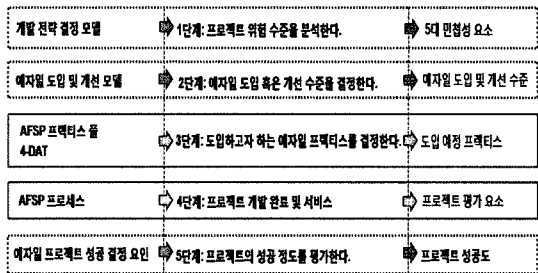 개발 전략 결정 모델
1단계: 프로젝트 위험 수준을 분석한다.
5대 민첩성 요소
애자일 도입 및 개선 모델
2단계: 애자일 도입 혹은 개선 수준을 결정한다.
애자일 도입 및 개선 수준
AFSP 프랙티스 풀
4-DAT
3단계: 도입하고자 하는 애자일 프랙티스를 결정한다.
도입 예정 프랙티스
AFSP 프로세스
4단계: 프로젝트 개발 완료 및 서비스
프로젝트 평가 요소
애자일 프로젝트 성공 결정 요인
5단계: 프로젝트의 성공 정도를 평가한다.
프로젝트 성공도